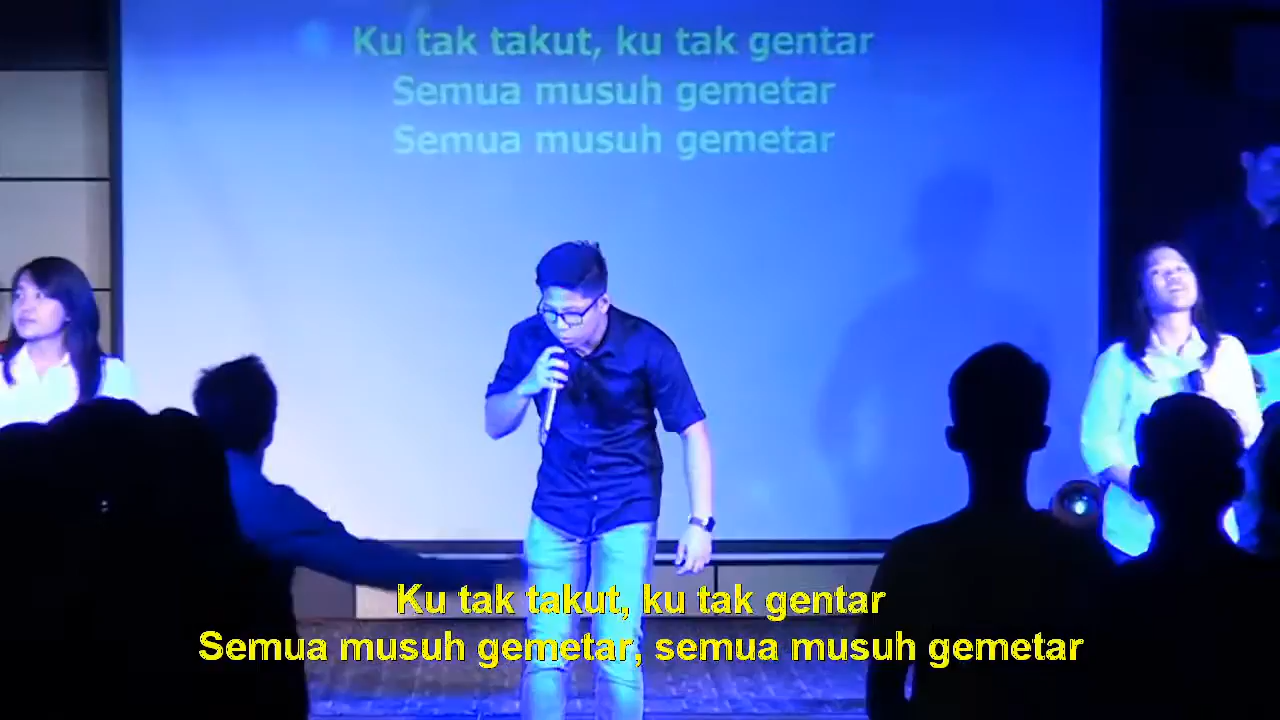 Ku tak takut, ku tak gentar
Semua musuh gemetar
Semua musuh gemetar
Ku tak takut, ku tak gentar
Semua musuh gemetar, semua musuh gemetar